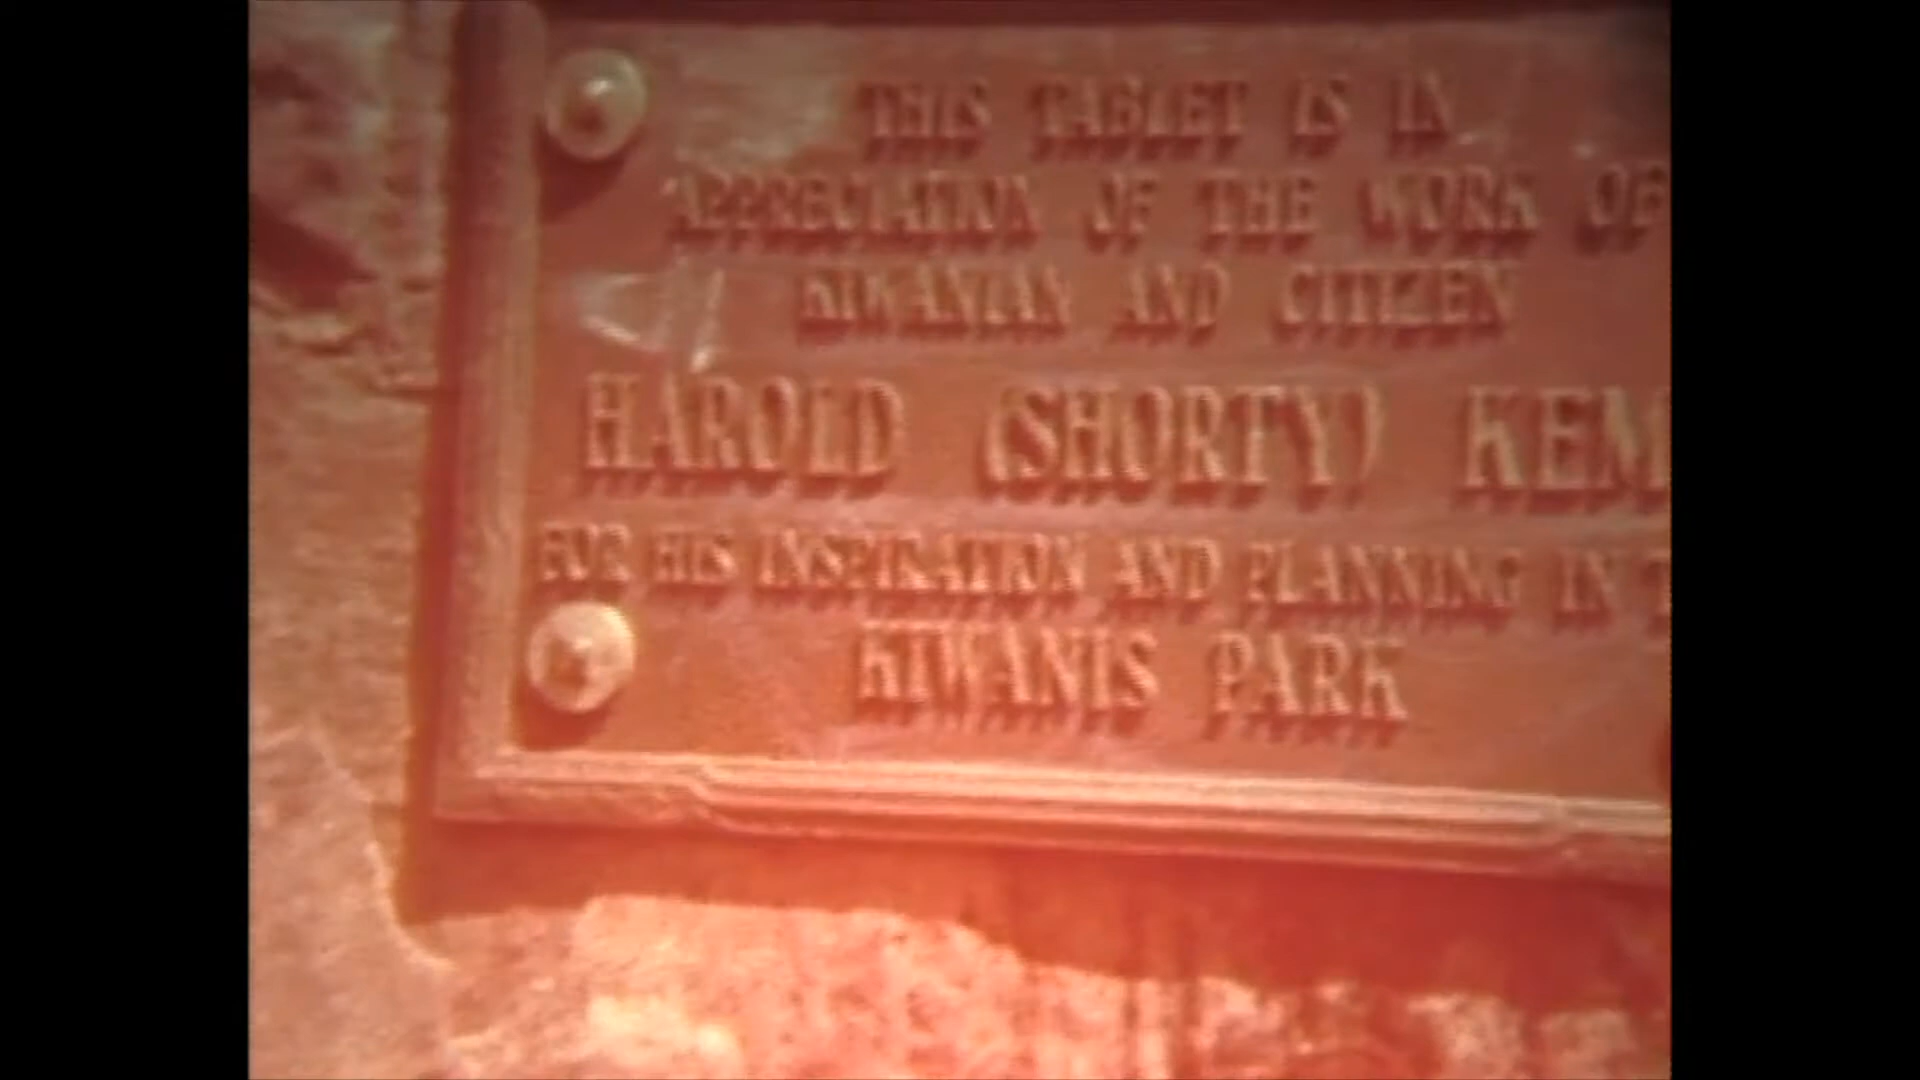 THIS TABLET IS IN
APPRECIATION OF THE WORK OF
KIWANIAN AND CITIZEN
HAROLD (SHORTY) KEM
FOR HIS INSPIRATION AND PLANNING IN T
KIWANIS PARK